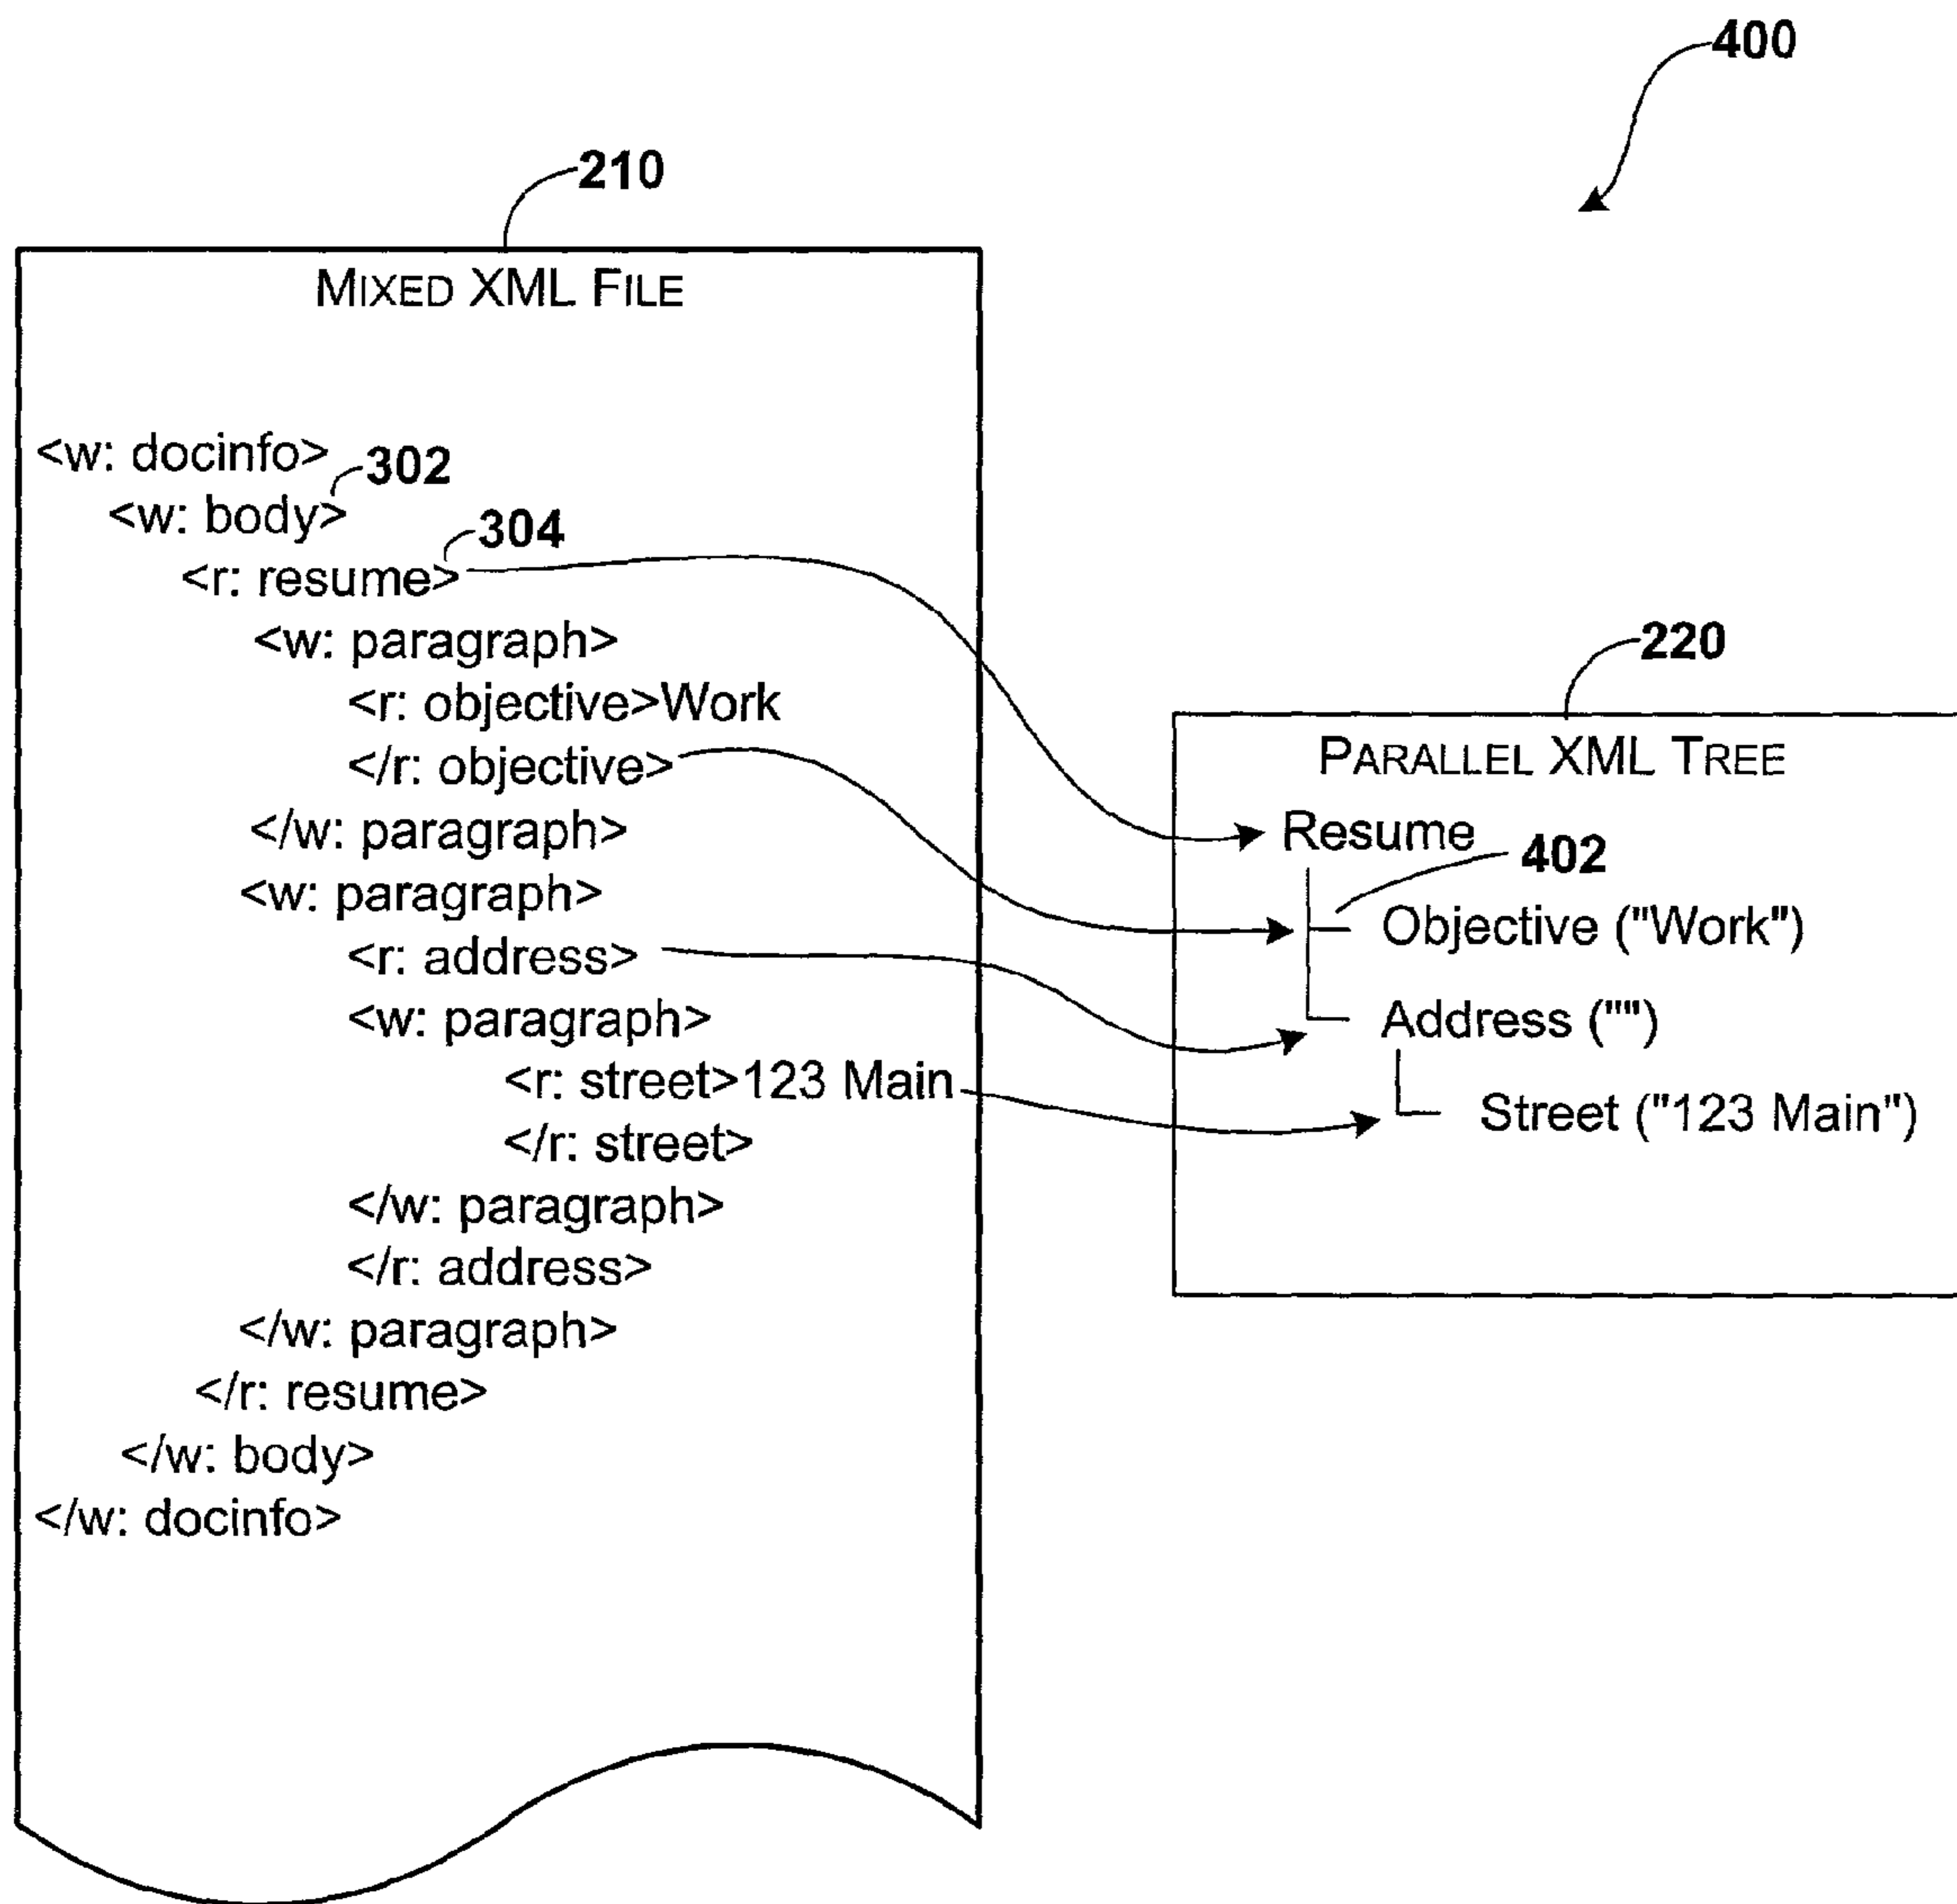 400
210
MIXED XML FILE
<w: docinfo>
302
<w: body>
304
<r: resume>
<w: paragraph>
<r: objective>Work
</r: objective>
</w: paragraph>
<w: paragraph>
<r: address>
<w: paragraph>
<r: street>123 Main
</r: street>
</w: paragraph>
</r: address>
</w: paragraph>
</r: resume>
</w: body>
</w: docinfo>
220
PARALLEL XML TREE
Resume
402
Objective ("Work")
Address ("")
Street ("123 Main")